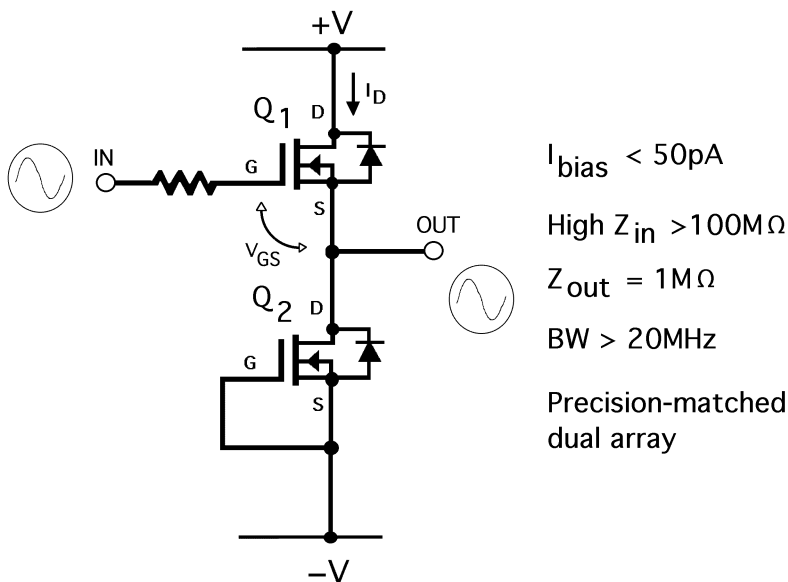 +V
I_D
Q1
D
IN
G
S
V_GS
OUT
Q2
D
G
S
−V
I_bias < 50pA
High Z_in >100MΩ
Z_out = 1MΩ
BW > 20MHz
Precision-matched
dual array